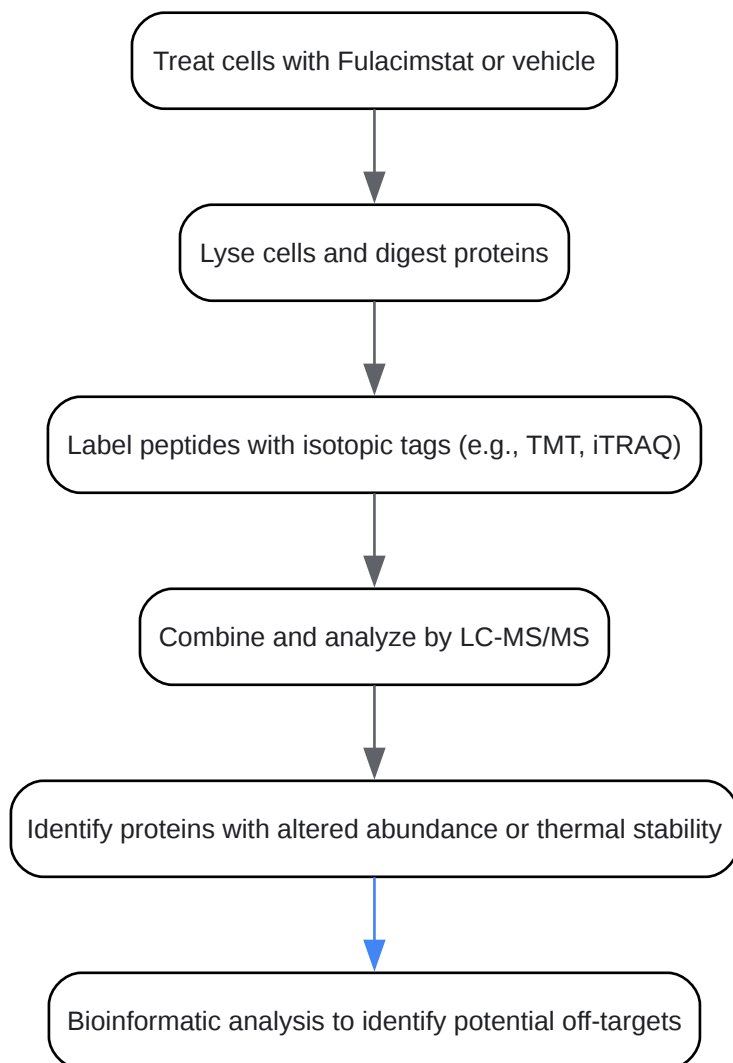 Treat cells with Fulacimstat or vehicle
Lyse cells and digest proteins
Label peptides with isotopic tags (e.g., TMT, iTRAQ)
Combine and analyze by LC-MS/MS
Identify proteins with altered abundance or thermal stability
Bioinformatic analysis to identify potential off-targets